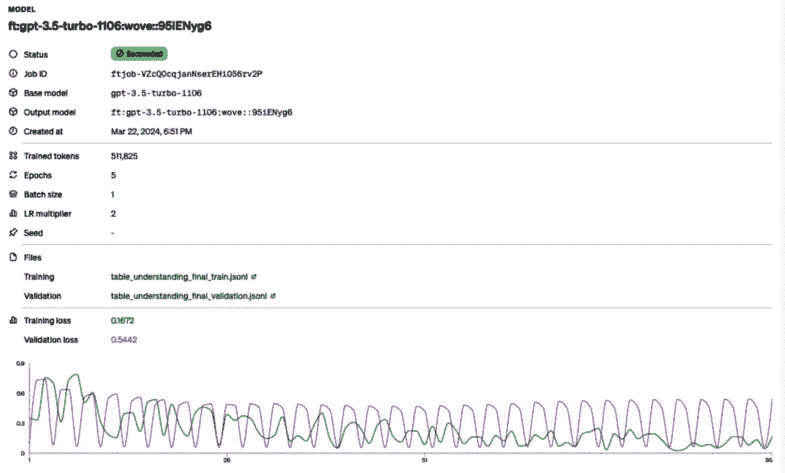 MODEL
ft:gpt-3.5-turbo-1106:wove::95iENyg6
Status Succeeded
Job ID
Base model gpt-3.5-turbo-1106
Output model ft:gpt-3.5-turbo-1106:wove::95iENyg6
Created at Mar 22, 2024, 6:51 PM
Trained tokens 511,825
Epochs 5
Batch size 1
LR multiplier 2
Seed -
Files
Training table_understanding_final_train.jsonl
Validation table_understanding_final_validation.jsonl
Training loss 0.1672
Validation loss 0.5442
0.9
0.6
0.3
0
1 26 51